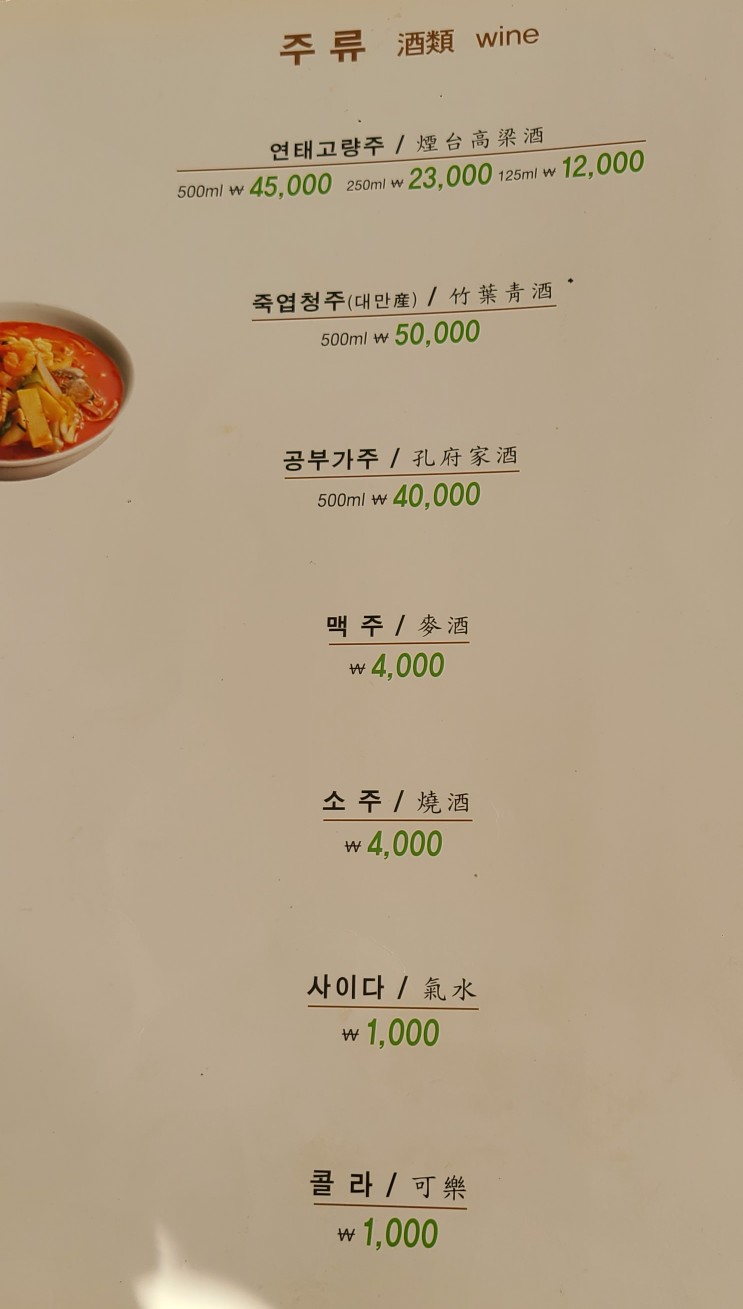 주 류 酒類 wine
연태고량주 / 煙台高梁酒
500ml ₩ 45,000 250ml ₩ 23,000 125ml ₩ 12,000
죽엽청주(대만産) / 竹葉青酒
500ml ₩ 50,000
공부가주 / 孔府家酒
500ml ₩ 40,000
맥 주 / 麥酒
₩ 4,000
소 주 / 燒酒
₩ 4,000
사이다 / 氣水
₩ 1,000
콜 라 / 可樂
₩ 1,000